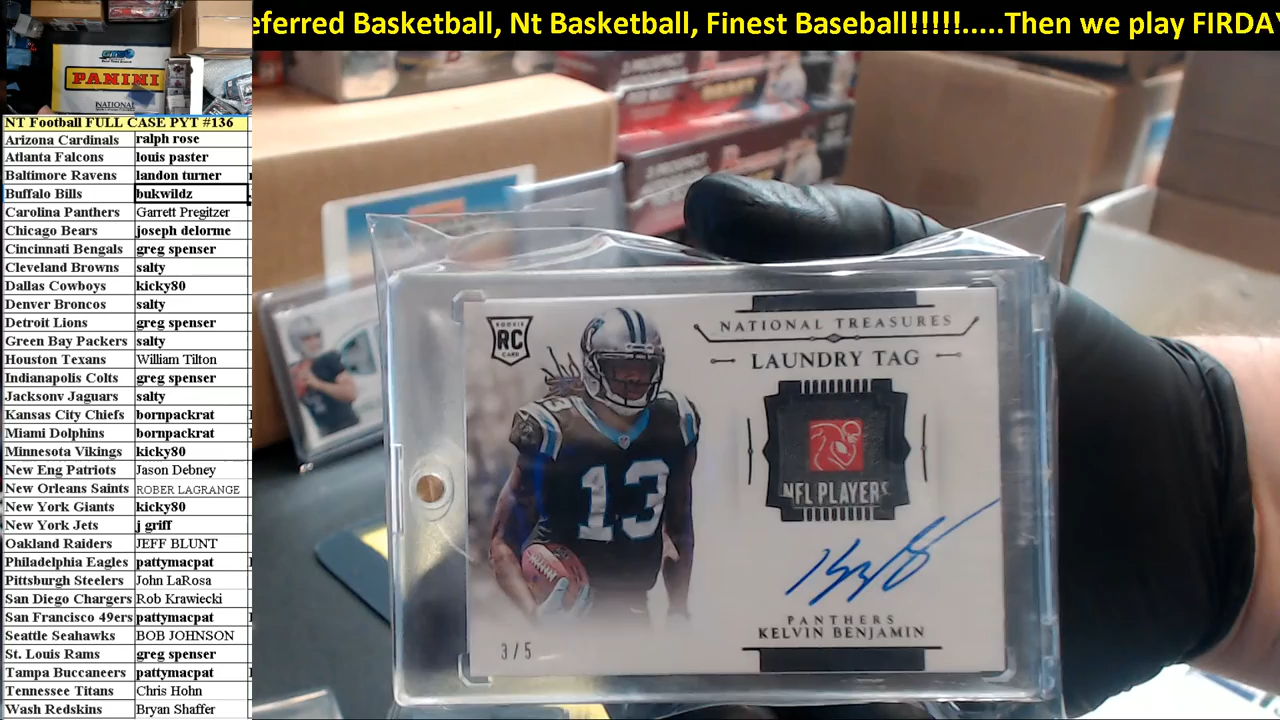 eferred Basketball, Nt Basketball, Finest Baseball!!!!!.....Then we play FIRDAY
PANINI
NATIONAL
NT Football FULL CASE PYT #136
Arizona Cardinals ralph rose
Atlanta Falcons louis paster
Baltimore Ravens landon turner
Buffalo Bills bukwildz
Carolina Panthers Garrett Pregitzer
Chicago Bears joseph delorme
Cincinnati Bengals greg spenser
Cleveland Browns salty
Dallas Cowboys kicky80
Denver Broncos salty
Detroit Lions greg spenser
Green Bay Packers salty
Houston Texans William Tilton
Indianapolis Colts greg spenser
Jacksonv Jaguars salty
Kansas City Chiefs bornpackrat
Miami Dolphins bornpackrat
Minnesota Vikings kicky80
New Eng Patriots Jason Debney
New Orleans Saints ROBER LAGRANGE
New York Giants kicky80
New York Jets j griff
Oakland Raiders JEFF BLUNT
Philadelphia Eagles pattymacpat
Pittsburgh Steelers John LaRosa
San Diego Chargers Rob Krawiecki
San Francisco 49ers pattymacpat
Seattle Seahawks BOB JOHNSON
St. Louis Rams greg spenser
Tampa Buccaneers pattymacpat
Tennessee Titans Chris Hohn
Wash Redskins Bryan Shaffer
ROOKIE
RC
CARD
NATIONAL TREASURES
LAUNDRY TAG
NFL PLAYERS
13
13
PANTHERS
KELVIN BENJAMIN
3/5